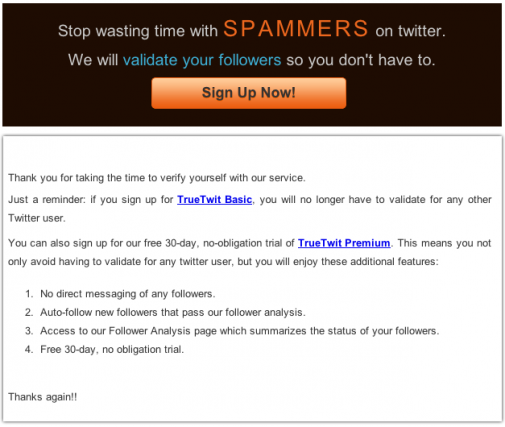 Stop wasting time with SPAMMERS on twitter.
We will validate your followers so you don't have to.
Sign Up Now!
Thank you for taking the time to verify yourself with our service.
Just a reminder: if you sign up for TrueTwit Basic, you will no longer have to validate for any other
Twitter user.
You can also sign up for our free 30-day, no-obligation trial of TrueTwit Premium. This means you not
only avoid having to validate for any twitter user, but you will enjoy these additional features:
1. No direct messaging of any followers.
2. Auto-follow new followers that pass our follower analysis.
3. Access to our Follower Analysis page which summarizes the status of your followers.
4. Free 30-day, no obligation trial.
Thanks again!!